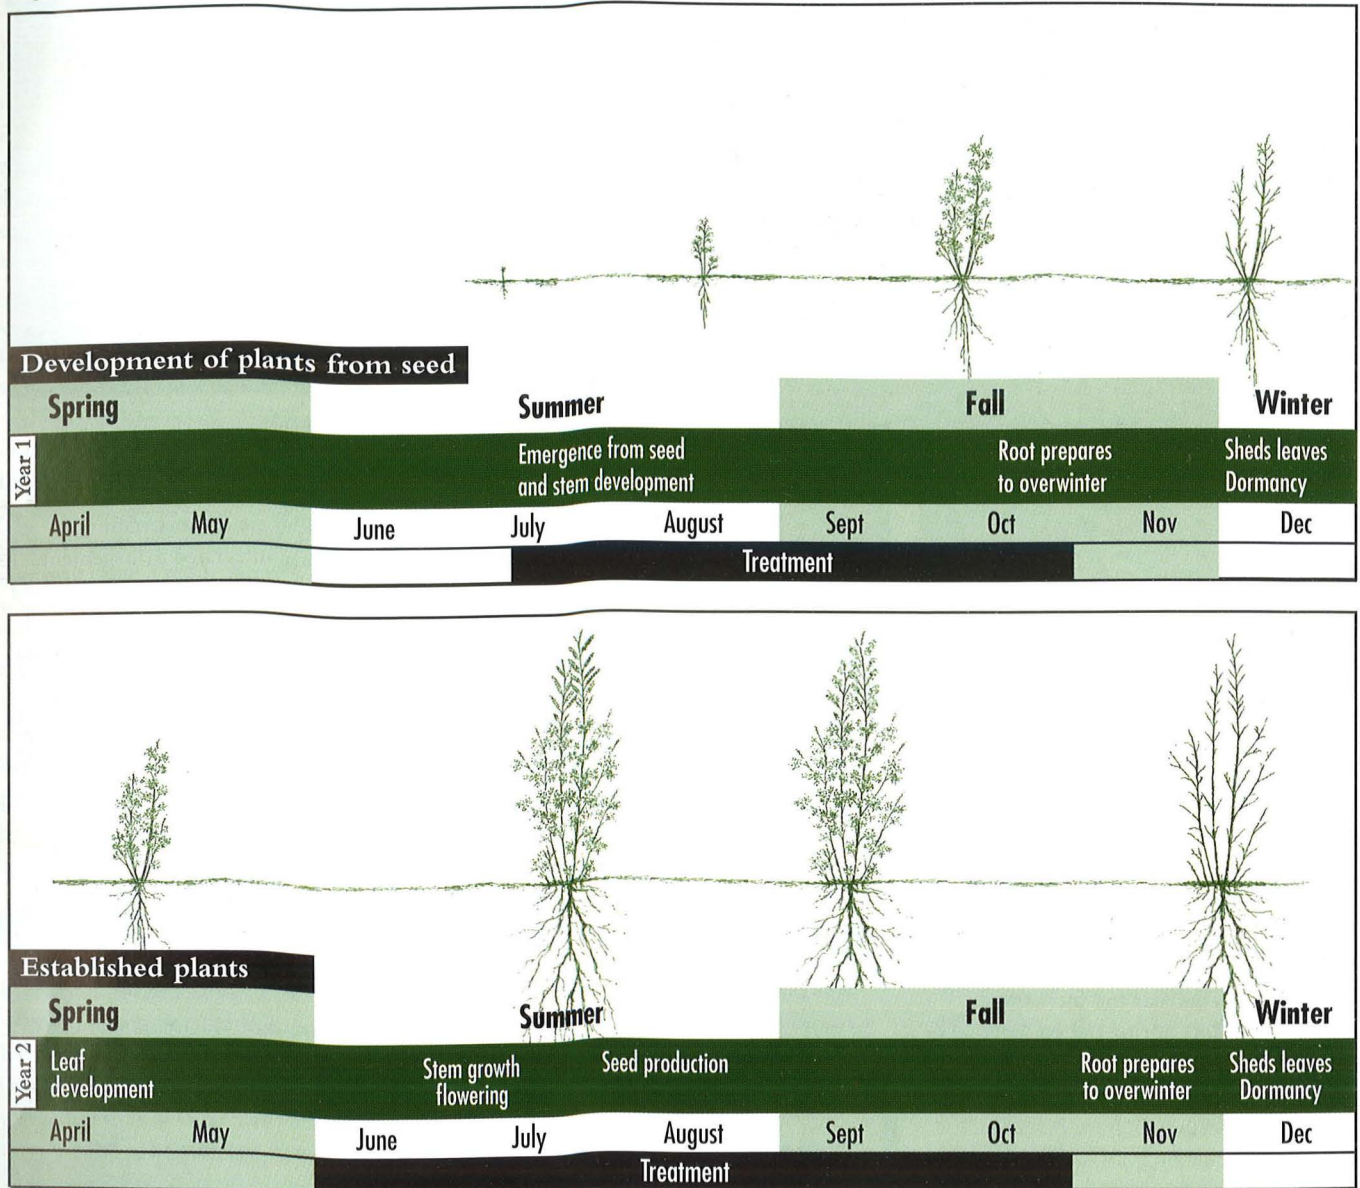 Development of plants from seed
Spring Summer Fall Winter
Year 1
Emergence from seed
and stem development
Root prepares
to overwinter
Sheds leaves
Dormancy
April May June July August Sept Oct Nov Dec
Treatment
Established plants
Spring Summer Fall Winter
Year 2
Leaf
development
Stem growth
flowering
Seed production
Root prepares
to overwinter
Sheds leaves
Dormancy
April May June July August Sept Oct Nov Dec
Treatment